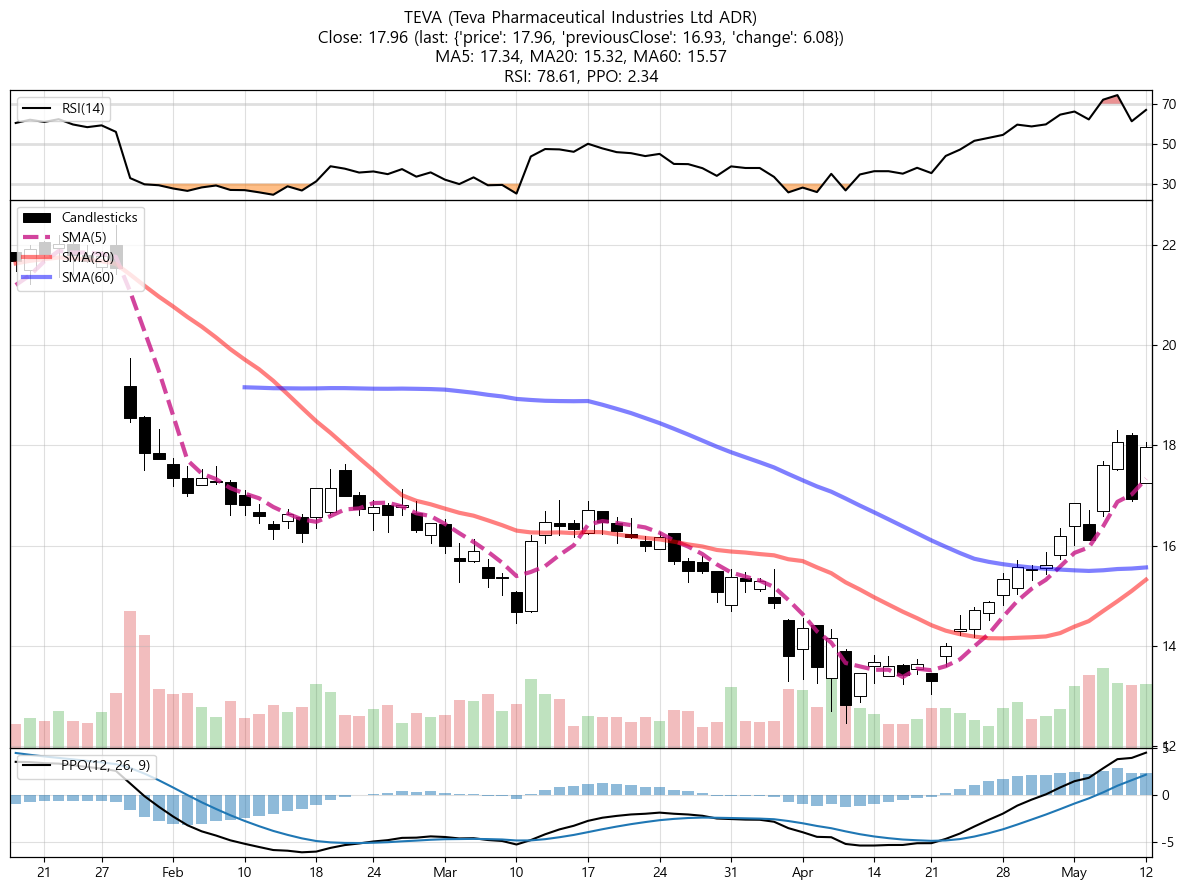 TEVA (Teva Pharmaceutical Industries Ltd ADR)
Close: 17.96 (last: {'price': 17.96, 'previousClose': 16.93, 'change': 6.08})
MA5: 17.34, MA20: 15.32, MA60: 15.57
RSI: 78.61, PPO: 2.34
RSI(14)
70
50
30
Candlesticks
SMA(5)
SMA(20)
SMA(60)
22
20
18
16
14
12
PPO(12, 26, 9)
5
0
-5
21 27 Feb 10 18 24 Mar 10 17 24 31 Apr 14 21 28 May 12